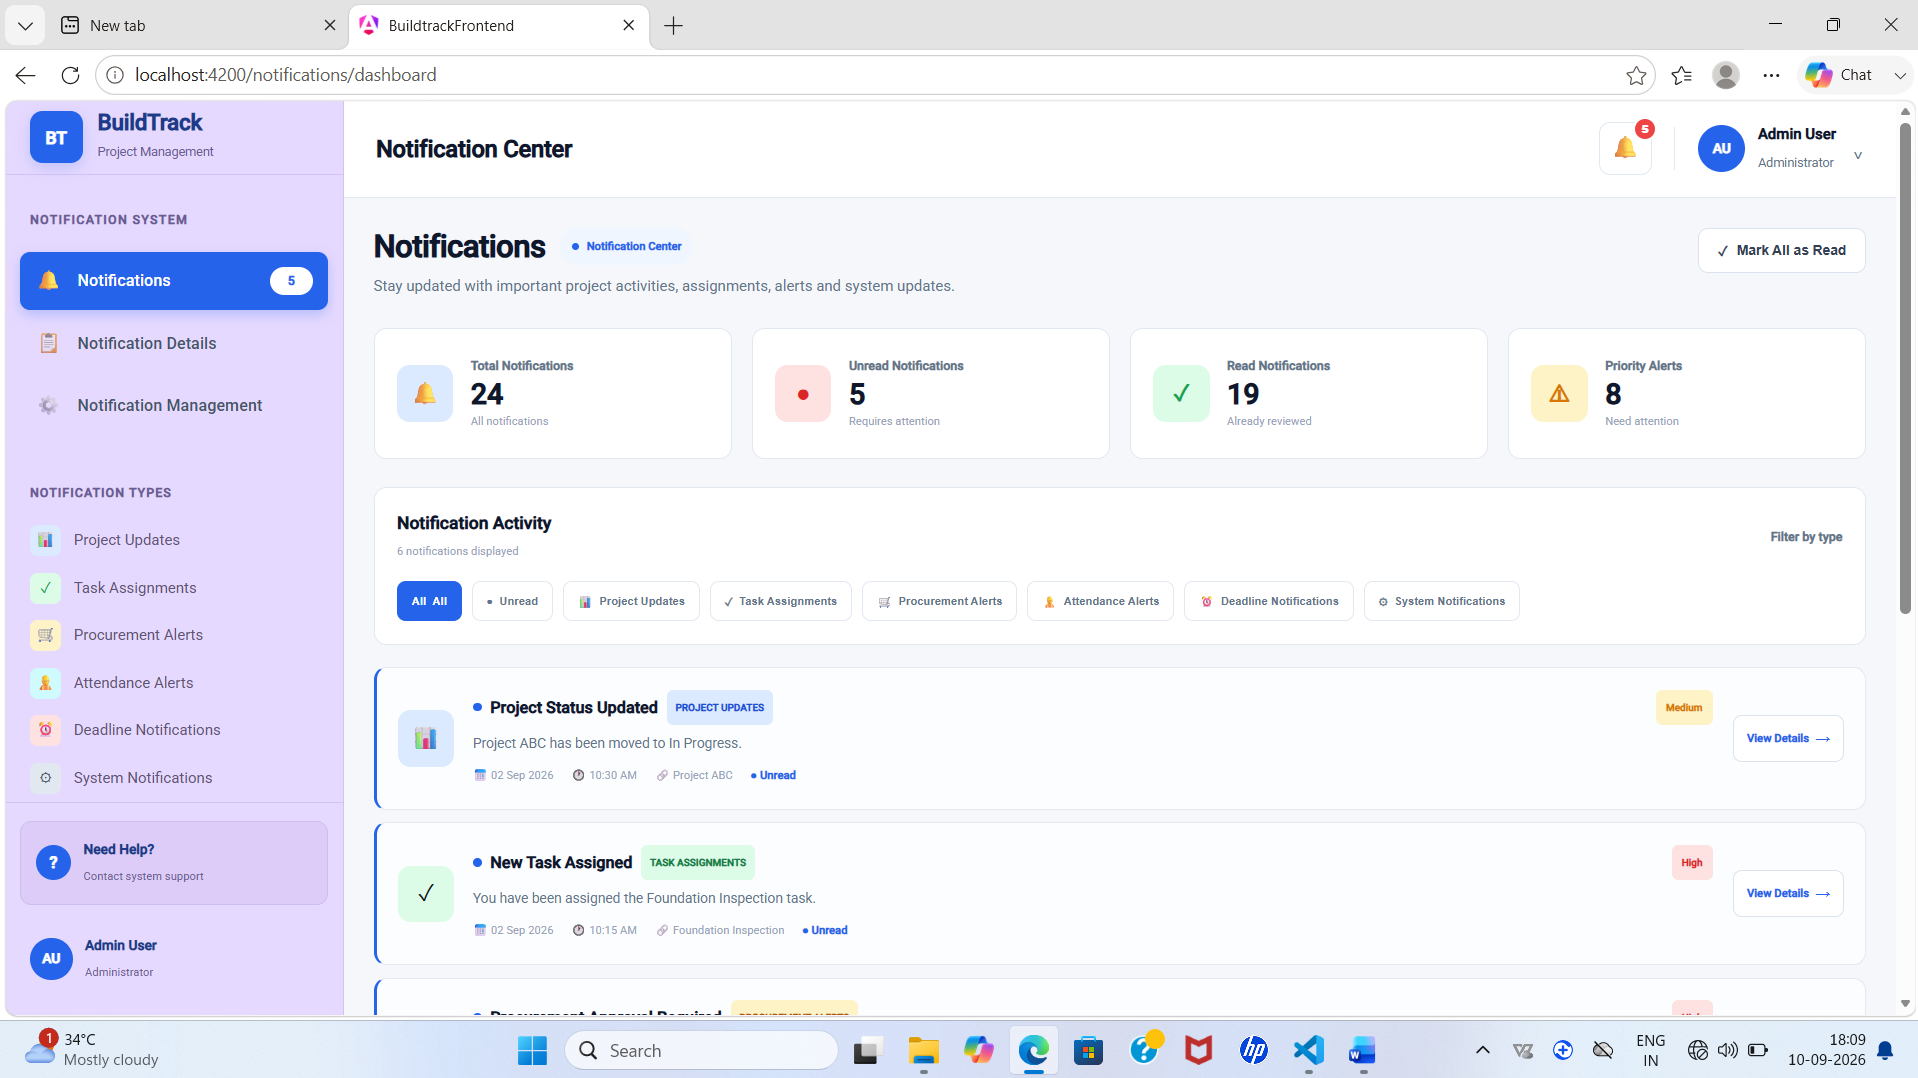 New tab
BuildtrackFrontend
localhost:4200/notifications/dashboard
Chat
BT
BuildTrack
Project Management
NOTIFICATION SYSTEM
Notifications
5
Notification Details
Notification Management
NOTIFICATION TYPES
Project Updates
Task Assignments
Procurement Alerts
Attendance Alerts
Deadline Notifications
System Notifications
?
Need Help?
Contact system support
AU
Admin User
Administrator
Notification Center
5
AU
Admin User
Administrator
Notifications
Notification Center
Stay updated with important project activities, assignments, alerts and system updates.
✓ Mark All as Read
Total Notifications
24
All notifications
Unread Notifications
5
Requires attention
Read Notifications
19
Already reviewed
Priority Alerts
8
Need attention
Notification Activity
6 notifications displayed
Filter by type
All All
Unread
Project Updates
✓ Task Assignments
Procurement Alerts
Attendance Alerts
Deadline Notifications
System Notifications
Project Status Updated
PROJECT UPDATES
Medium
Project ABC has been moved to In Progress.
02 Sep 2026
10:30 AM
Project ABC
Unread
View Details →
New Task Assigned
TASK ASSIGNMENTS
High
You have been assigned the Foundation Inspection task.
02 Sep 2026
10:15 AM
Foundation Inspection
Unread
View Details →
1
34°C
Mostly cloudy
Search
ENG
IN
18:09
10-09-2026